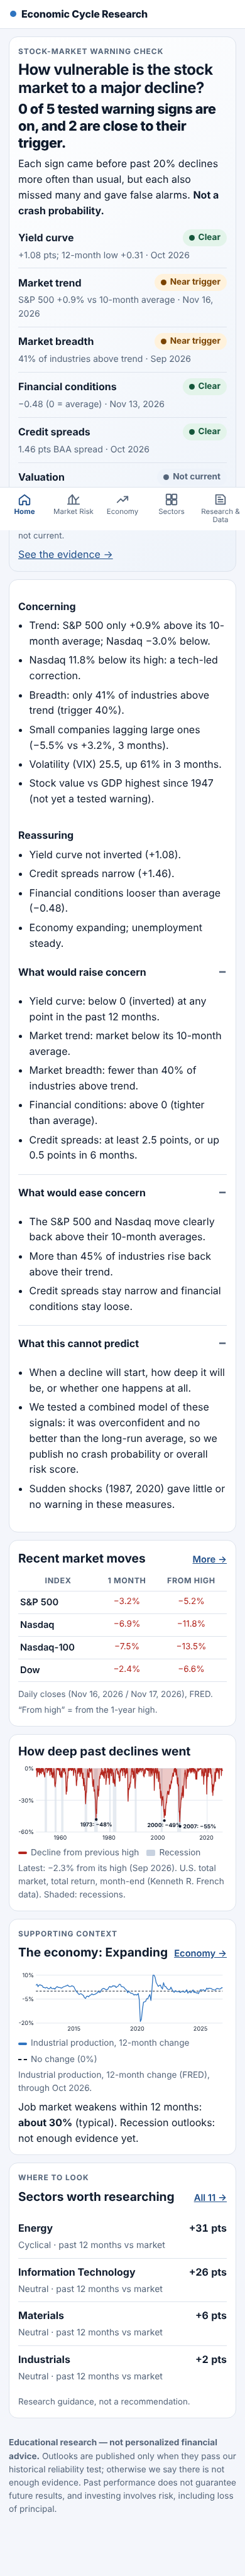 Economic Cycle Research
STOCK-MARKET WARNING CHECK
How vulnerable is the stock
market to a major decline?
0 of 5 tested warning signs are
on, and 2 are close to their
trigger.
Each sign came before past 20% declines
more often than usual, but each also
missed many and gave false alarms. Not a
crash probability.
Yield curve
Clear
+1.08 pts; 12-month low +0.31 · Oct 2026
Market trend
Near trigger
S&P 500 +0.9% vs 10-month average · Nov 16,
2026
Market breadth
Near trigger
41% of industries above trend · Sep 2026
Financial conditions
Clear
−0.48 (0 = average) · Nov 13, 2026
Credit spreads
Clear
1.46 pts BAA spread · Oct 2026
Valuation
Not current
Home
Market Risk
Economy
Sectors
Research &
Data
not current.
See the evidence →
Concerning
• Trend: S&P 500 only +0.9% above its 10-
month average; Nasdaq −3.0% below.
• Nasdaq 11.8% below its high: a tech-led
correction.
• Breadth: only 41% of industries above
trend (trigger 40%).
• Small companies lagging large ones
(−5.5% vs +3.2%, 3 months).
• Volatility (VIX) 25.5, up 61% in 3 months.
• Stock value vs GDP highest since 1947
(not yet a tested warning).
Reassuring
• Yield curve not inverted (+1.08).
• Credit spreads narrow (+1.46).
• Financial conditions looser than average
(−0.48).
• Economy expanding; unemployment
steady.
What would raise concern −
• Yield curve: below 0 (inverted) at any
point in the past 12 months.
• Market trend: market below its 10-month
average.
• Market breadth: fewer than 40% of
industries above trend.
• Financial conditions: above 0 (tighter
than average).
• Credit spreads: at least 2.5 points, or up
0.5 points in 6 months.
What would ease concern −
• The S&P 500 and Nasdaq move clearly
back above their 10-month averages.
• More than 45% of industries rise back
above their trend.
• Credit spreads stay narrow and financial
conditions stay loose.
What this cannot predict −
• When a decline will start, how deep it will
be, or whether one happens at all.
• We tested a combined model of these
signals: it was overconfident and no
better than the long-run average, so we
publish no crash probability or overall
risk score.
• Sudden shocks (1987, 2020) gave little or
no warning in these measures.
Recent market moves
More →
INDEX 1 MONTH FROM HIGH
S&P 500 −3.2% −5.2%
Nasdaq −6.9% −11.8%
Nasdaq-100 −7.5% −13.5%
Dow −2.4% −6.6%
Daily closes (Nov 16, 2026 / Nov 17, 2026), FRED.
"From high" = from the 1-year high.
How deep past declines went
0%
-30%
-60%
1973: −48%
2000: −49%
2007: −55%
1960 1980 2000 2020
Decline from previous high
Recession
Latest: −2.3% from its high (Sep 2026). U.S. total
market, total return, month-end (Kenneth R. French
data). Shaded: recessions.
SUPPORTING CONTEXT
The economy: Expanding
Economy →
10%
-5%
-20%
2015 2020 2025
Industrial production, 12-month change
No change (0%)
Industrial production, 12-month change (FRED),
through Oct 2026.
Job market weakens within 12 months:
about 30% (typical). Recession outlooks:
not enough evidence yet.
WHERE TO LOOK
Sectors worth researching
All 11 →
Energy +31 pts
Cyclical · past 12 months vs market
Information Technology +26 pts
Neutral · past 12 months vs market
Materials +6 pts
Neutral · past 12 months vs market
Industrials +2 pts
Neutral · past 12 months vs market
Research guidance, not a recommendation.
Educational research — not personalized financial
advice. Outlooks are published only when they pass our
historical reliability test; otherwise we say there is not
enough evidence. Past performance does not guarantee
future results, and investing involves risk, including loss
of principal.